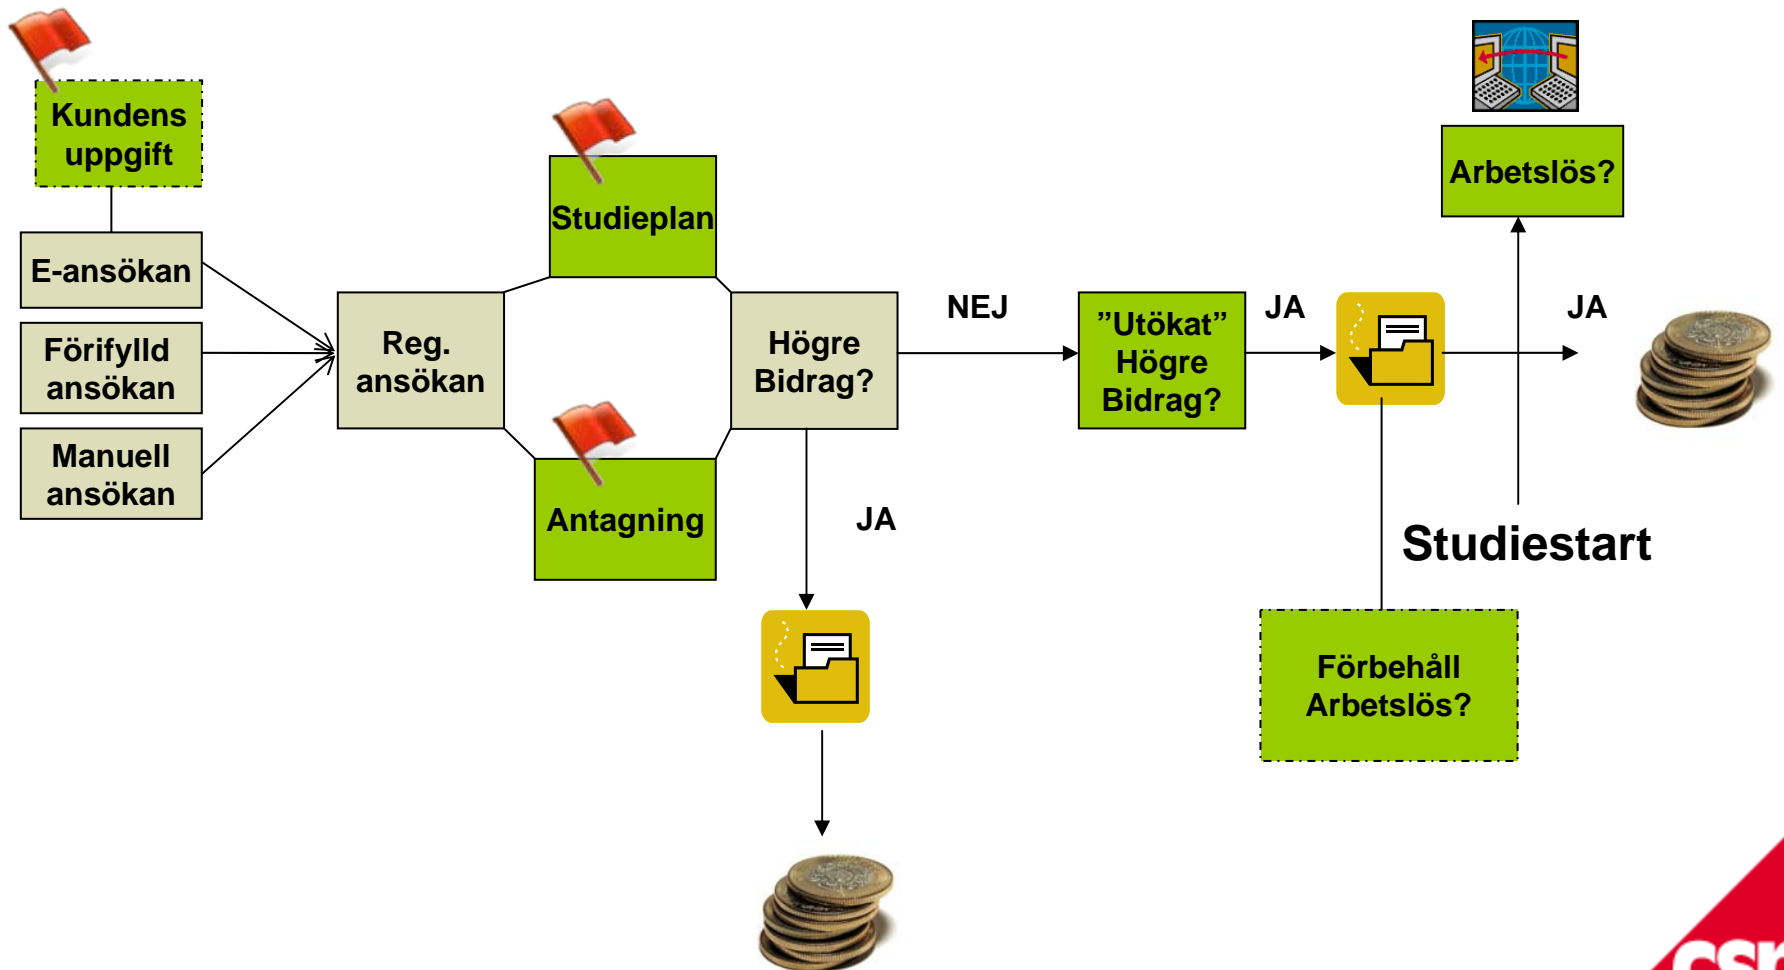 Kundens
uppgift
E-ansökan
Förifylld
ansökan
Manuell
ansökan
Reg.
ansökan
Studieplan
Antagning
Högre
Bidrag?
NEJ
JA
”Utökat”
Högre
Bidrag?
JA
Arbetslös?
JA
Studiestart
Förbehåll
Arbetslös?
csn